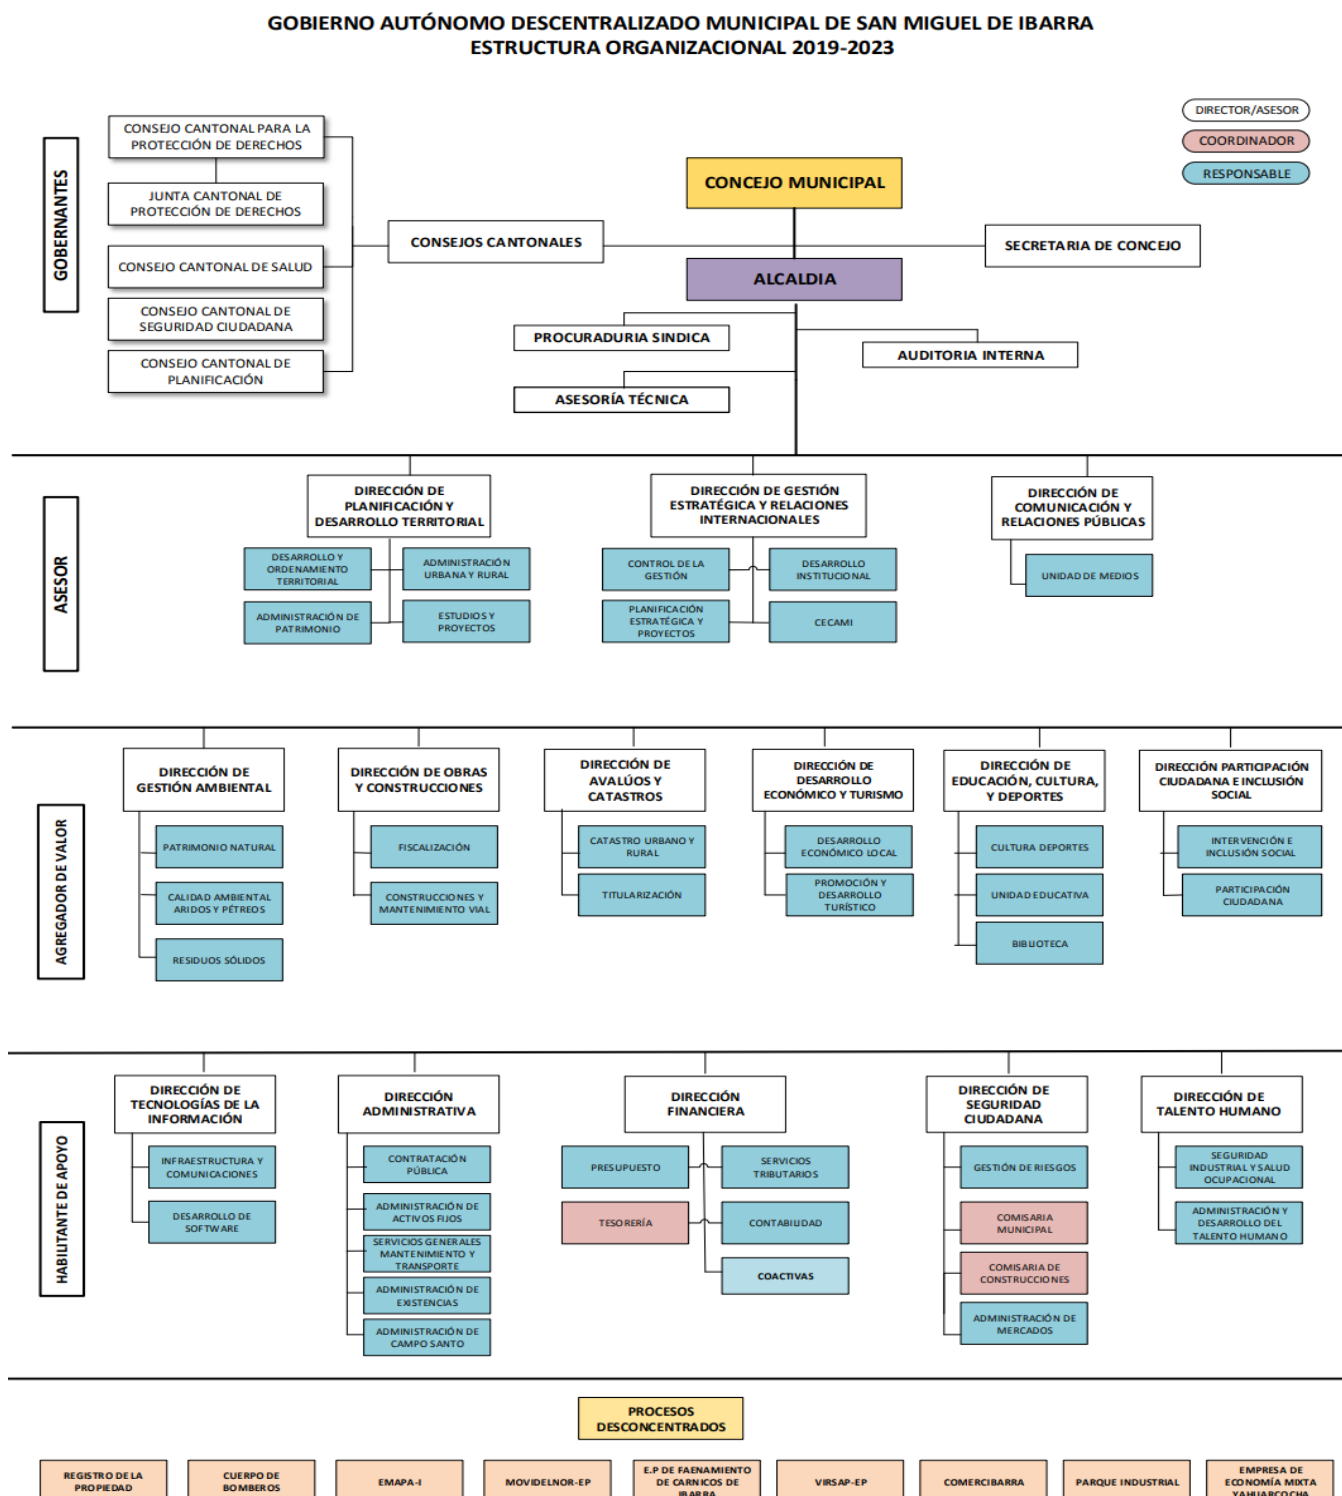 GOBIERNO AUTÓNOMO DESCENTRALIZADO MUNICIPAL DE SAN MIGUEL DE IBARRA
ESTRUCTURA ORGANIZACIONAL 2019-2023
DIRECTOR/ASESOR
COORDINADOR
RESPONSABLE
GOBERNANTES
CONSEJO CANTONAL PARA LA
PROTECCIÓN DE DERECHOS
JUNTA CANTONAL DE
PROTECCIÓN DE DERECHOS
CONSEJO CANTONAL DE SALUD
CONSEJO CANTONAL DE
SEGURIDAD CIUDADANA
CONSEJO CANTONAL DE
PLANIFICACIÓN
CONSEJOS CANTONALES
CONCEJO MUNICIPAL
SECRETARIA DE CONCEJO
ALCALDIA
PROCURADURIA SINDICA
AUDITORIA INTERNA
ASESORÍA TÉCNICA
ASESOR
DIRECCIÓN DE
PLANIFICACIÓN Y
DESARROLLO TERRITORIAL
DESARROLLO Y
ORDENAMIENTO
TERRITORIAL
ADMINISTRACIÓN
URBANA Y RURAL
ADMINISTRACIÓN DE
PATRIMONIO
ESTUDIOS Y
PROYECTOS
DIRECCIÓN DE GESTIÓN
ESTRATÉGICA Y RELACIONES
INTERNACIONALES
CONTROL DE LA
GESTIÓN
DESARROLLO
INSTITUCIONAL
PLANIFICACIÓN
ESTRATÉGICA Y
PROYECTOS
CECAMI
DIRECCIÓN DE
COMUNICACIÓN Y
RELACIONES PÚBLICAS
UNIDAD DE MEDIOS
AGREGADOR DE VALOR
DIRECCIÓN DE
GESTIÓN AMBIENTAL
PATRIMONIO NATURAL
CALIDAD AMBIENTAL
ARIDOS Y PÉTREOS
RESIDUOS SÓLIDOS
DIRECCIÓN DE OBRAS
Y CONSTRUCCIONES
FISCALIZACIÓN
CONSTRUCCIONES Y
MANTENIMIENTO VIAL
DIRECCIÓN DE
AVALÚOS Y
CATASTROS
CATASTRO URBANO Y
RURAL
TITULARIZACIÓN
DIRECCIÓN DE
DESARROLLO
ECONÓMICO Y TURISMO
DESARROLLO
ECONÓMICO LOCAL
PROMOCIÓN Y
DESARROLLO
TURÍSTICO
DIRECCIÓN DE
EDUCACIÓN, CULTURA,
Y DEPORTES
CULTURA DEPORTES
UNIDAD EDUCATIVA
BIBLIOTECA
DIRECCIÓN PARTICIPACIÓN
CIUDADANA E INCLUSIÓN
SOCIAL
INTERVENCIÓN E
INCLUSIÓN SOCIAL
PARTICIPACIÓN
CIUDADANA
HABILITANTE DE APOYO
DIRECCIÓN DE
TECNOLOGÍAS DE LA
INFORMACIÓN
INFRAESTRUCTURA Y
COMUNICACIONES
DESARROLLO DE
SOFTWARE
DIRECCIÓN
ADMINISTRATIVA
CONTRATACIÓN
PÚBLICA
ADMINISTRACIÓN DE
ACTIVOS FIJOS
SERVICIOS GENERALES
MANTENIMIENTO Y
TRANSPORTE
ADMINISTRACIÓN DE
EXISTENCIAS
ADMINISTRACIÓN DE
CAMPO SANTO
DIRECCIÓN
FINANCIERA
PRESUPUESTO
SERVICIOS
TRIBUTARIOS
TESORERÍA
CONTABILIDAD
COACTIVAS
DIRECCIÓN DE
SEGURIDAD
CIUDADANA
GESTIÓN DE RIESGOS
COMISARIA
MUNICIPAL
COMISARIA DE
CONSTRUCCIONES
ADMINISTRACIÓN DE
MERCADOS
DIRECCIÓN DE
TALENTO HUMANO
SEGURIDAD
INDUSTRIAL Y SALUD
OCUPACIONAL
ADMINISTRACIÓN Y
DESARROLLO DEL
TALENTO HUMANO
PROCESOS
DESCONCENTRADOS
REGISTRO DE LA
PROPIEDAD
CUERPO DE
BOMBEROS
EMAPA-I
MOVIDELNOR-EP
E.P DE FAENAMIENTO
DE CARNICOS DE
IBARRA
VIRSAP-EP
COMERCIBARRA
PARQUE INDUSTRIAL
EMPRESA DE
ECONOMÍA MIXTA
YAHUARCOCHA